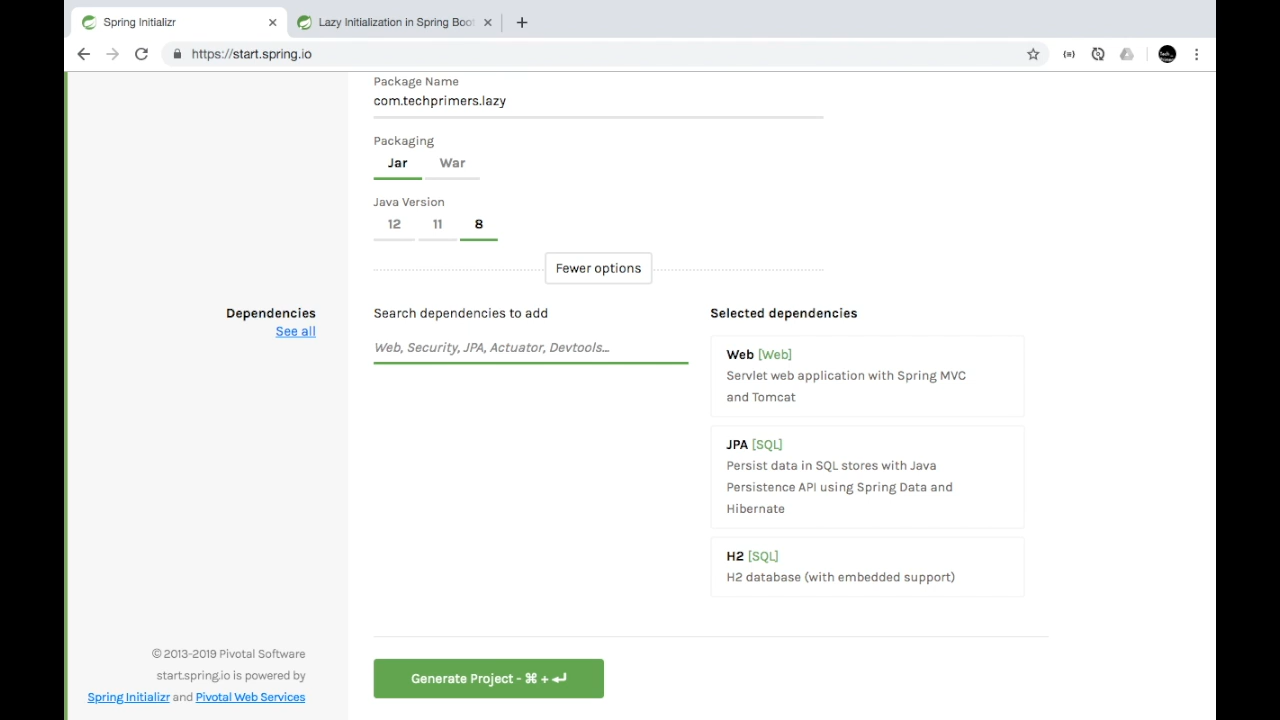 Spring Initializr
Lazy Initialization in Spring Boot
https://start.spring.io
Package Name
com.techprimers.lazy
Packaging
Jar War
Java Version
12 11 8
Fewer options
Dependencies
See all
Search dependencies to add
Web, Security, JPA, Actuator, Devtools...
Selected dependencies
Web [Web]
Servlet web application with Spring MVC
and Tomcat
JPA [SQL]
Persist data in SQL stores with Java
Persistence API using Spring Data and
Hibernate
H2 [SQL]
H2 database (with embedded support)
© 2013-2019 Pivotal Software
start.spring.io is powered by
Spring Initializr and Pivotal Web Services
Generate Project - ⌘ + ↵